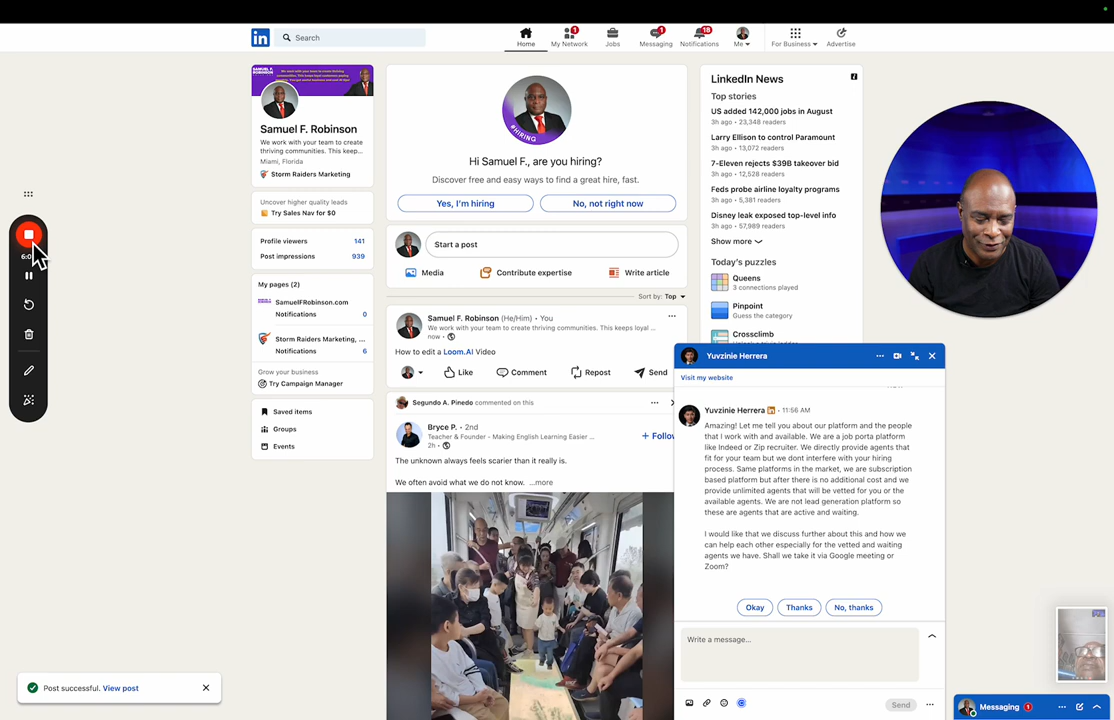 in
Search
Home
1
My Network
Jobs
1
Messaging
18
Notifications
Me
For Business
Advertise
SAMUEL F.
ROBINSON
Samuel F. Robinson
We work with your team to create
thriving communities. This keep...
Miami, Florida
Storm Raiders Marketing
Uncover higher quality leads
Try Sales Nav for $0
Profile viewers 141
Post impressions 939
My pages (2)
SamuelFRobinson.com
Notifications 0
Storm Raiders Marketing, ...
Notifications 6
Grow your business
Try Campaign Manager
Saved items
Groups
Events
#HIRING
Hi Samuel F., are you hiring?
Discover free and easy ways to find a great hire, fast.
Yes, I'm hiring
No, not right now
Start a post
Media
Contribute expertise
Write article
Sort by: Top
Samuel F. Robinson (He/Him) • You
We work with your team to create thriving communities. This keeps loyal ...
now •
How to edit a Loom.AI Video
Like
Comment
Repost
Send
Segundo A. Pinedo commented on this
Bryce P. • 2nd
Teacher & Founder - Making English Learning Easier ...
2h •
+ Follow
The unknown always feels scarier than it really is.
We often avoid what we do not know. ...more
LinkedIn News
Top stories
US added 142,000 jobs in August
3h ago • 23,348 readers
Larry Ellison to control Paramount
3h ago • 13,072 readers
7-Eleven rejects $39B takeover bid
3h ago • 12,528 readers
Feds probe airline loyalty programs
3h ago • 5,381 readers
Disney leak exposed top-level info
3h ago • 57,989 readers
Show more
Today's puzzles
Queens
3 connections played
Pinpoint
Guess the category
Crossclimb
Yuvzinie Herrera
Visit my website
Yuvzinie Herrera in • 11:56 AM
Amazing! Let me tell you about our platform and the people
that I work with and available. We are a job porta platform
like Indeed or Zip recruiter. We directly provide agents that
fit for your team but we dont interfere with your hiring
process. Same platforms in the market, we are subscription
based platform but after there is no additional cost and we
provide unlimited agents that will be vetted for you or the
available agents. We are not lead generation platform so
these are agents that are active and waiting.
I would like that we discuss further about this and how we
can help each other especially for the vetted and waiting
agents we have. Shall we take it via Google meeting or
Zoom?
Okay
Thanks
No, thanks
Write a message...
Send
Messaging 1
6:0
Post successful. View post